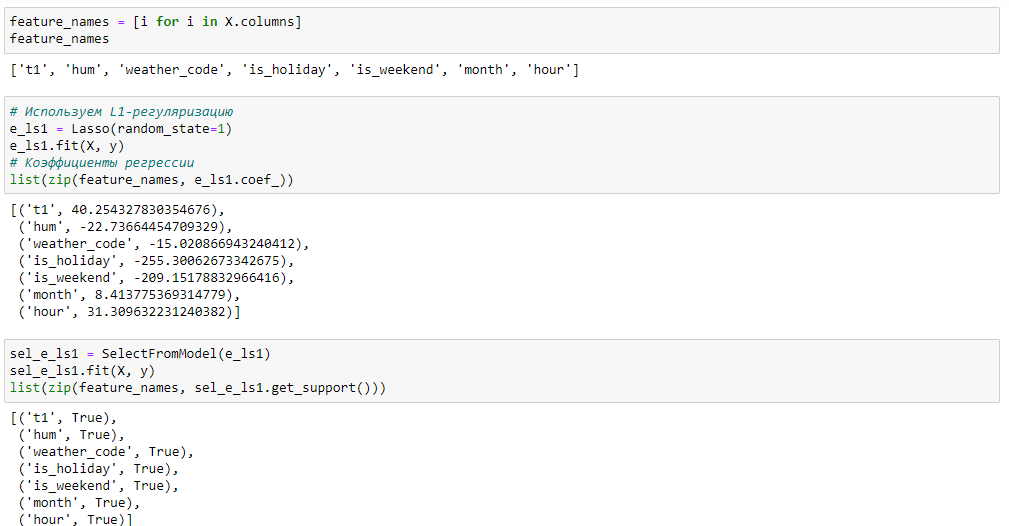 feature_names = [i for i in X.columns]
feature_names
['t1', 'hum', 'weather_code', 'is_holiday', 'is_weekend', 'month', 'hour']
# Используем L1-регуляризацию
e_ls1 = Lasso(random_state=1)
e_ls1.fit(X, y)
# Коэффициенты регрессии
list(zip(feature_names, e_ls1.coef_))
[('t1', 40.254327830354676),
('hum', -22.73664454709329),
('weather_code', -15.020866943240412),
('is_holiday', -255.30062673342675),
('is_weekend', -209.15178832966416),
('month', 8.413775369314779),
('hour', 31.309632231240382)]
sel_e_ls1 = SelectFromModel(e_ls1)
sel_e_ls1.fit(X, y)
list(zip(feature_names, sel_e_ls1.get_support()))
[('t1', True),
('hum', True),
('weather_code', True),
('is_holiday', True),
('is_weekend', True),
('month', True),
('hour', True)]